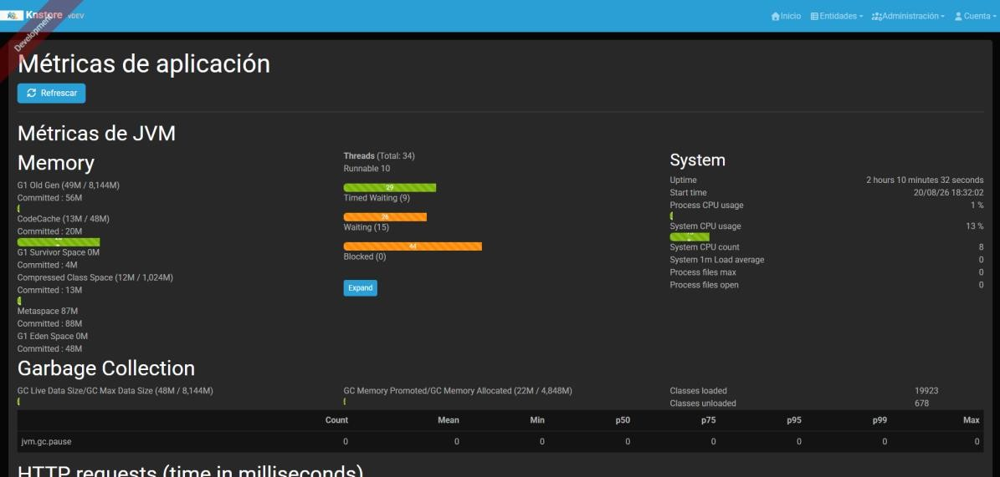 Knstore vDEV
Inicio
Entidades
Administración
Cuenta
Development
Métricas de aplicación
Refrescar
Métricas de JVM
Memory
G1 Old Gen (49M / 8,144M)
Committed : 56M
CodeCache (13M / 48M)
Committed : 20M
G1 Survivor Space 0M
Committed : 4M
Compressed Class Space (12M / 1,024M)
Committed : 13M
Metaspace 87M
Committed : 88M
G1 Eden Space 0M
Committed : 48M
Threads (Total: 34)
Runnable 10
29
Timed Waiting (9)
26
Waiting (15)
44
Blocked (0)
Expand
System
Uptime 2 hours 10 minutes 32 seconds
Start time 20/08/26 18:32:02
Process CPU usage 1 %
System CPU usage 13 %
System CPU count 8
System 1m Load average 0
Process files max 0
Process files open 0
Garbage Collection
GC Live Data Size/GC Max Data Size (48M / 8,144M)
GC Memory Promoted/GC Memory Allocated (22M / 4,848M)
Classes loaded 19923
Classes unloaded 678
Count Mean Min p50 p75 p95 p99 Max
jvm.gc.pause 0 0 0 0 0 0 0 0
HTTP requests (time in milliseconds)